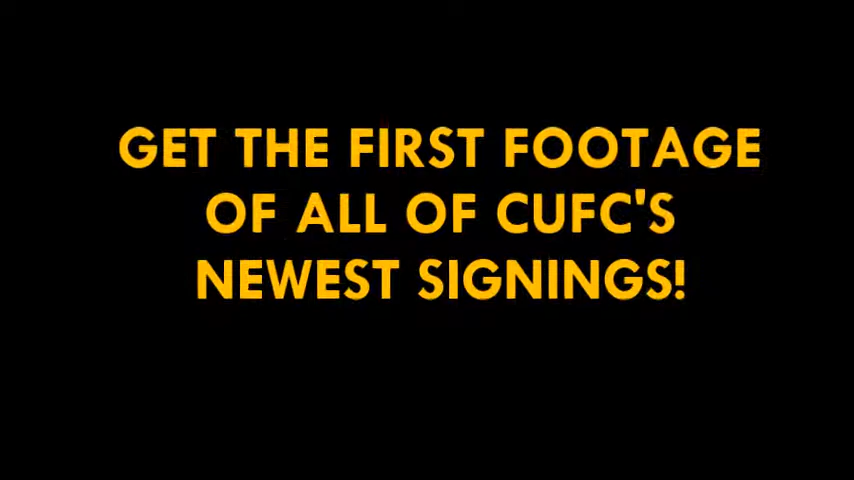 GET THE FIRST FOOTAGE
OF ALL OF CUFC'S
NEWEST SIGNINGS!